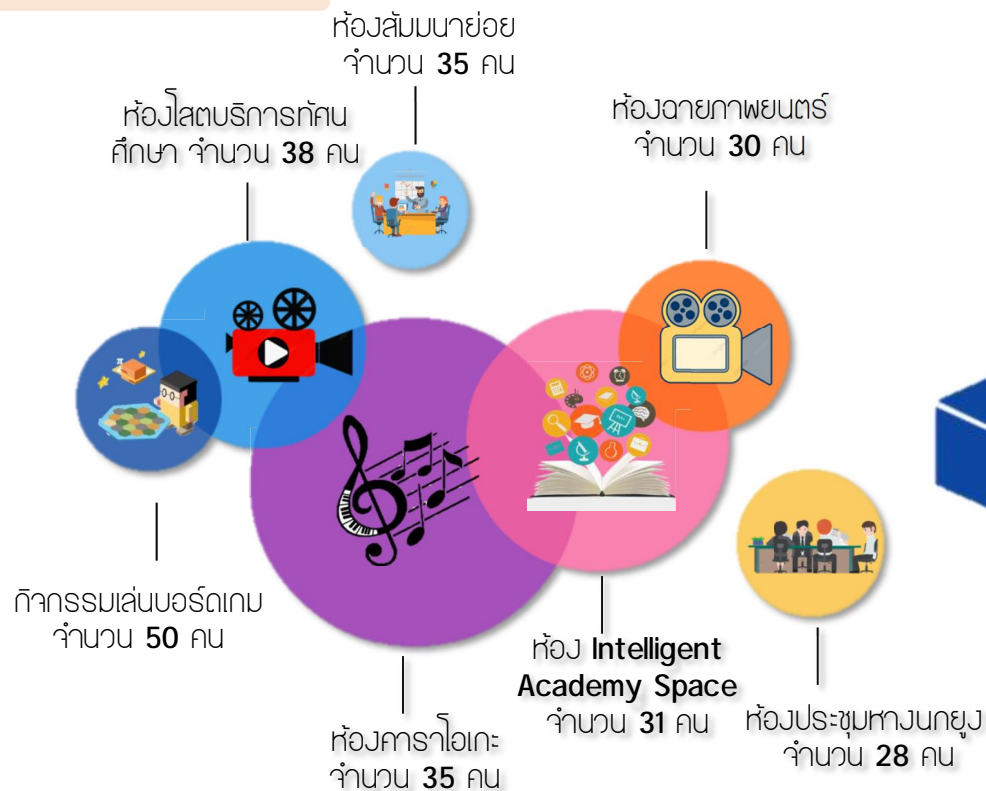 ห้องสัมมนาย่อย
จำนวน 35 คน
ห้องโสตบริการทัศน
ศึกษา จำนวน 38 คน
ห้องฉายภาพยนตร์
จำนวน 30 คน
กิจกรรมเล่นบอร์ดเกม
จำนวน 50 คน
ห้อง Intelligent
Academy Space
จำนวน 31 คน
ห้องประชุมหางนกยูง
จำนวน 28 คน
ห้องคาราโอเกะ
จำนวน 35 คน